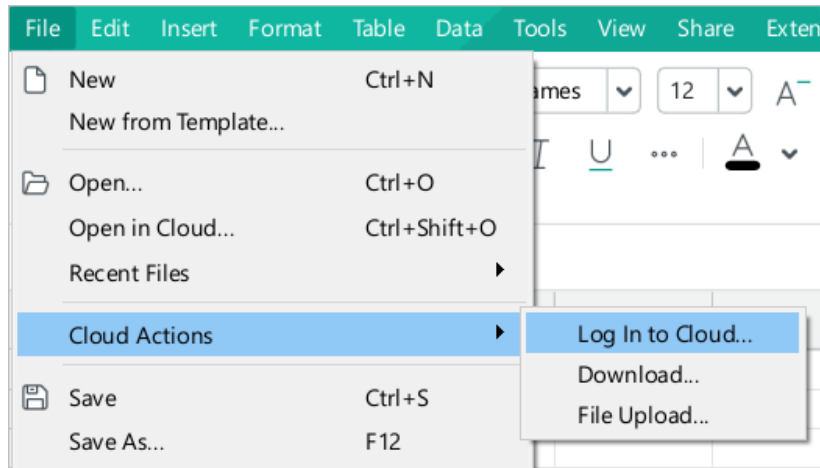 File Edit Insert Format Table Data Tools View Share Exten
New Ctrl+N
ames 12 A
New from Template...
I U A
Open... Ctrl+O
Open in Cloud... Ctrl+Shift+O
Recent Files
Cloud Actions
Log In to Cloud...
Download...
File Upload...
Save Ctrl+S
Save As... F12